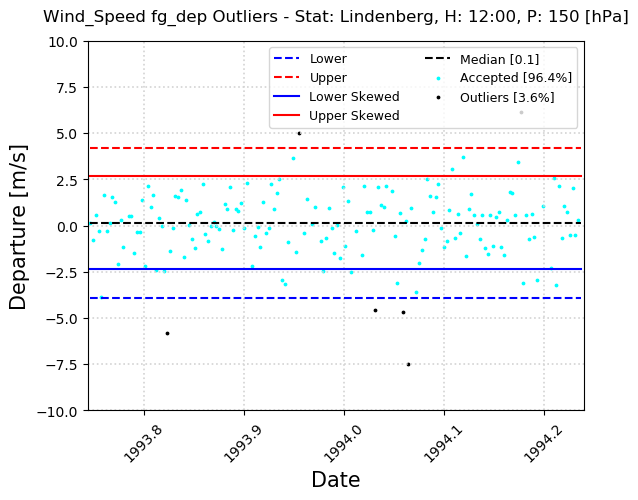 Wind_Speed fg_dep Outliers - Stat: Lindenberg, H: 12:00, P: 150 [hPa]
10.0
7.5
5.0
2.5
0.0
−2.5
−5.0
−7.5
−10.0
Departure [m/s]
Lower
Upper
Lower Skewed
Upper Skewed
Median [0.1]
Accepted [96.4%]
Outliers [3.6%]
1993.8
1993.9
1994.0
1994.1
1994.2
Date